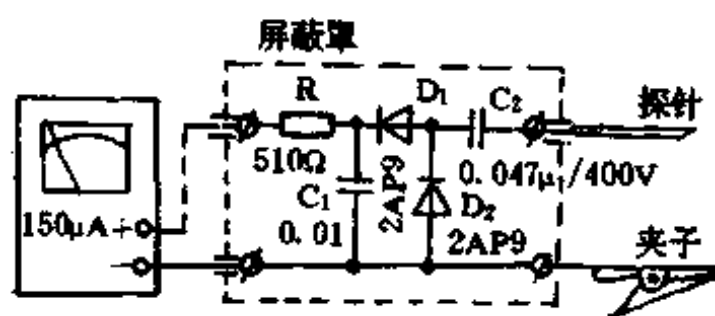 屏蔽罩
R
D₁
C₂
探针
510Ω
C₁
0.01
2AP9
0.047μ/400V
D₂
2AP9
150μA+
−
夹子